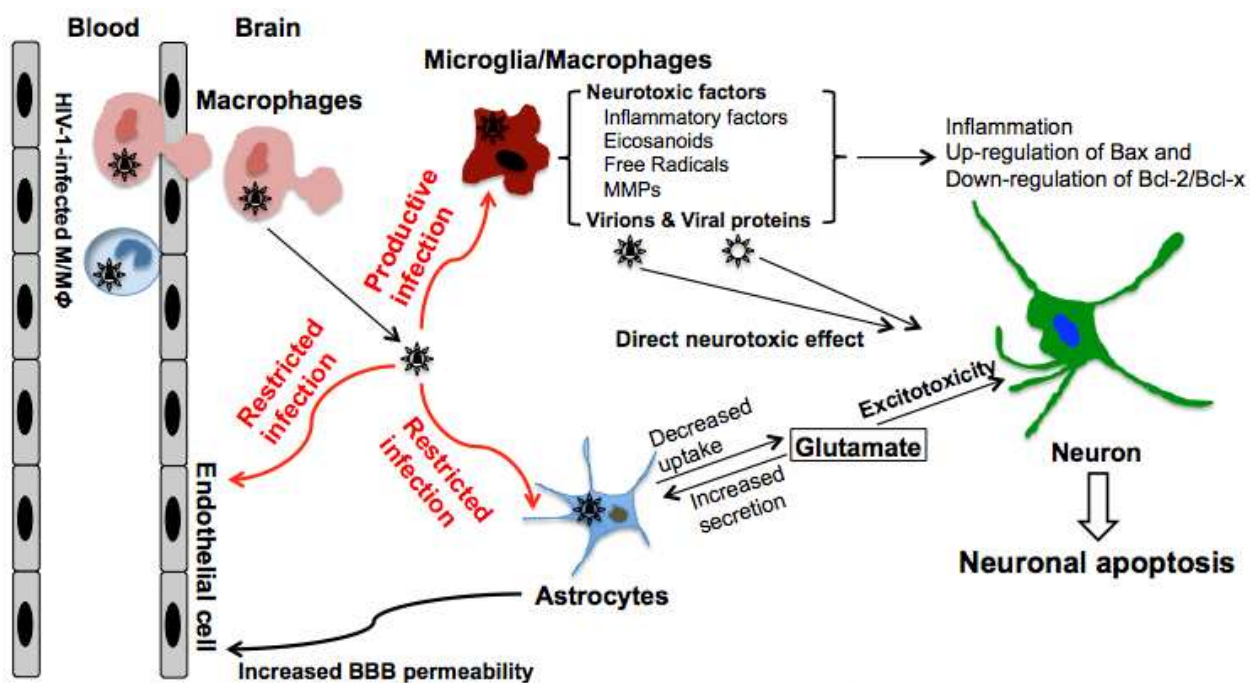 Blood
Brain
HIV-1-infected M/MΦ
Macrophages
Microglia/Macrophages
Neurotoxic factors
Inflammatory factors
Eicosanoids
Free Radicals
MMPs
Virions & Viral proteins
Inflammation
Up-regulation of Bax and
Down-regulation of Bcl-2/Bcl-x
Productive
infection
Direct neurotoxic effect
Restricted
infection
Restricted
infection
Decreased
uptake
Increased
secretion
Glutamate
Excitotoxicity
Neuron
Neuronal apoptosis
Endothelial cell
Astrocytes
Increased BBB permeability